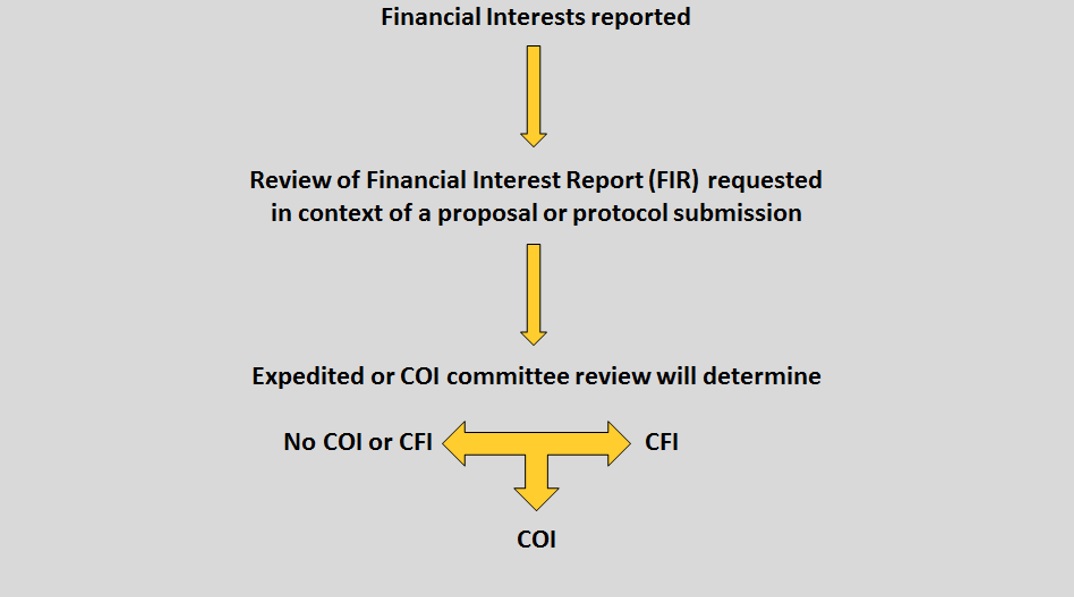 Financial Interests reported
Review of Financial Interest Report (FIR) requested
in context of a proposal or protocol submission
Expedited or COI committee review will determine
No COI or CFI
CFI
COI